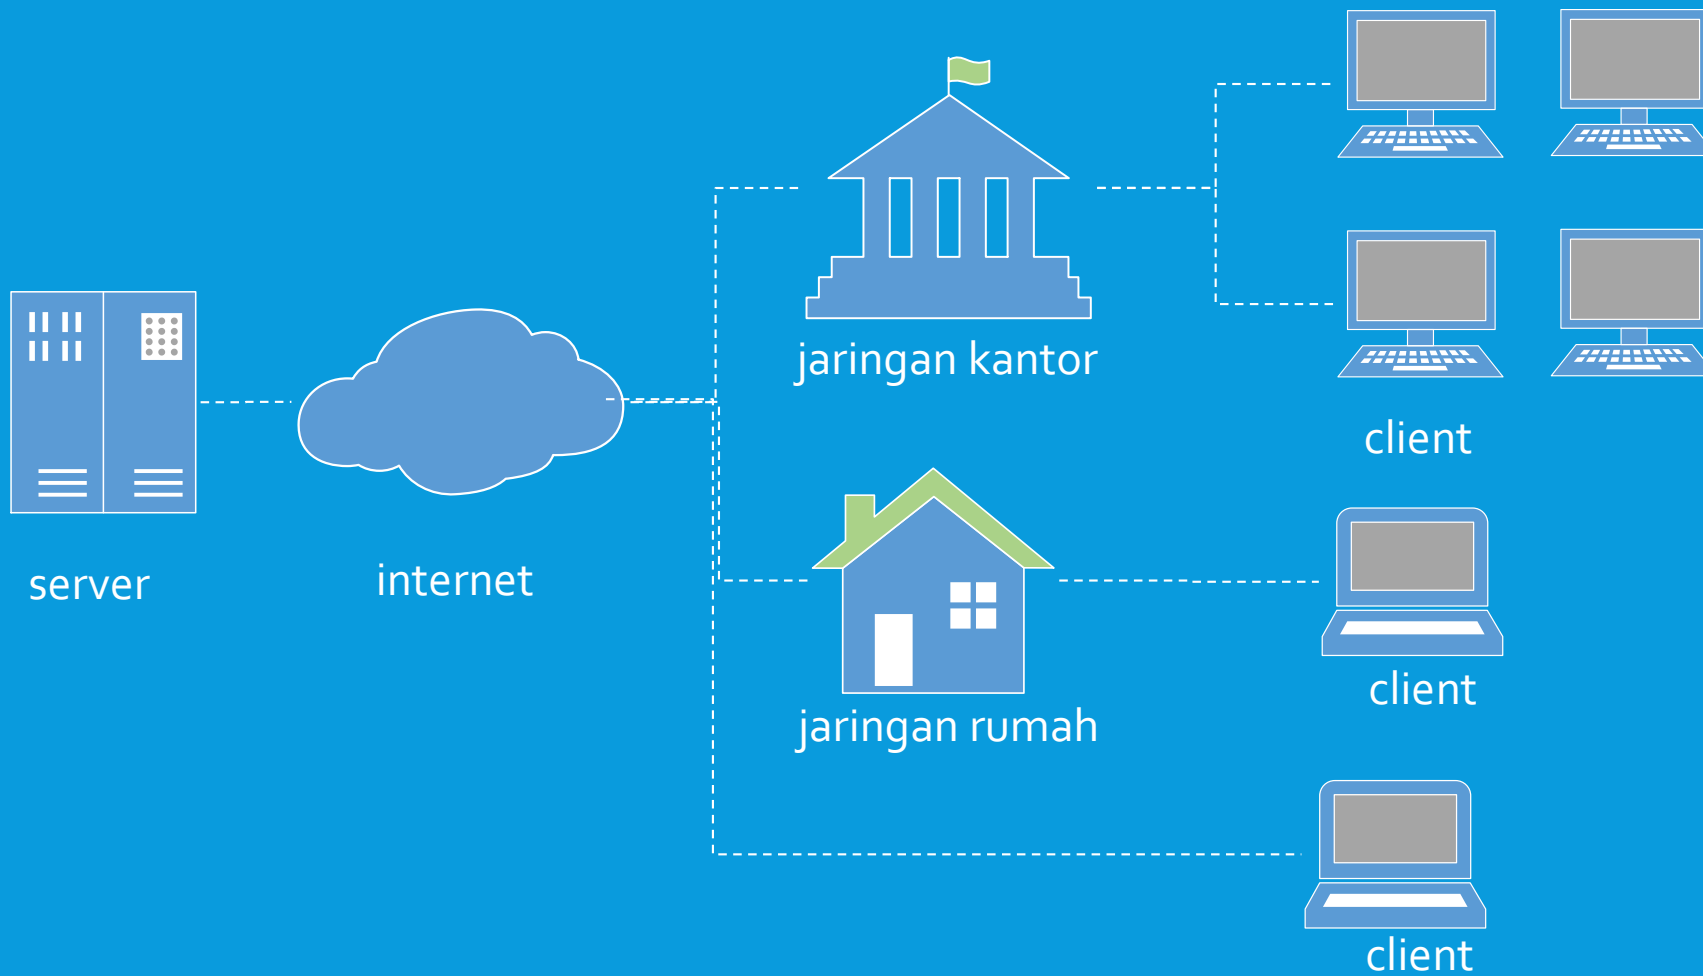 server
internet
jaringan kantor
client
jaringan rumah
client
client